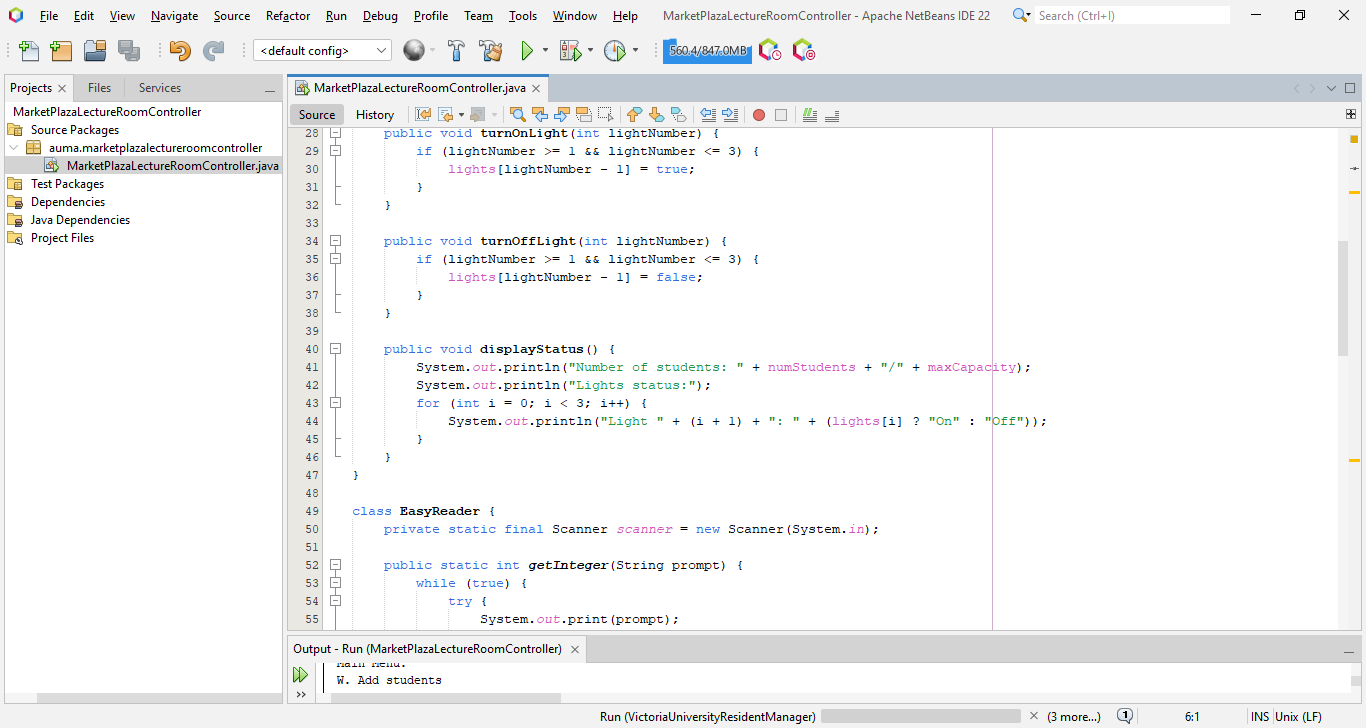 File Edit View Navigate Source Refactor Run Debug Profile Team Tools Window Help MarketPlazaLectureRoomController - Apache NetBeans IDE 22 Search (Ctrl+I)
<default config> 560.4/847.0MB
Projects Files Services
MarketPlazaLectureRoomController
Source Packages
auma.marketplazalectureroomcontroller
MarketPlazaLectureRoomController.java
Test Packages
Dependencies
Java Dependencies
Project Files
MarketPlazaLectureRoomController.java
Source History
28 public void turnOnLight(int lightNumber) {
29 if (lightNumber >= 1 && lightNumber <= 3) {
30 lights[lightNumber - 1] = true;
31 }
32 }
33
34 public void turnOffLight(int lightNumber) {
35 if (lightNumber >= 1 && lightNumber <= 3) {
36 lights[lightNumber - 1] = false;
37 }
38 }
39
40 public void displayStatus() {
41 System.out.println("Number of students: " + numStudents + "/" + maxCapacity);
42 System.out.println("Lights status:");
43 for (int i = 0; i < 3; i++) {
44 System.out.println("Light " + (i + 1) + ": " + (lights[i] ? "On" : "Off"));
45 }
46 }
47 }
48
49 class EasyReader {
50 private static final Scanner scanner = new Scanner(System.in);
51
52 public static int getInteger(String prompt) {
53 while (true) {
54 try {
55 System.out.print(prompt);
Output - Run (MarketPlazaLectureRoomController)
Main Menu:
W. Add students
Run (VictoriaUniversityResidentManager) (3 more...) 1 6:1 INS Unix (LF)